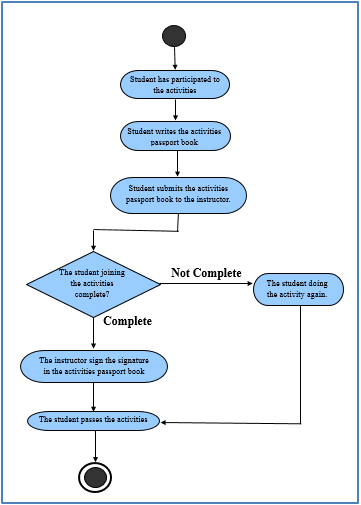 Student has participated to
the activities
Student writes the activities
passport book
Student submits the activities
passport book to the instructor.
The student joining
the activities
complete?
Not Complete
The student doing
the activity again.
Complete
The instructor sign the signature
in the activities passport book
The student passes the activities